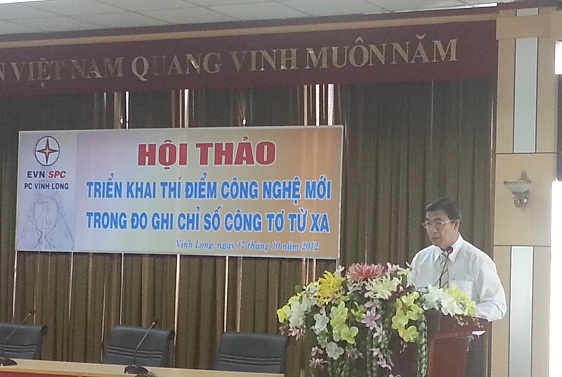 VIỆT NAM QUANG VINH MUÔN NĂM
EVN SPC
PC VINH LONG
HỘI THẢO
TRIỂN KHAI THÍ ĐIỂM CÔNG NGHỆ MỚI
TRONG ĐO GHI CHỈ SỐ CÔNG TƠ TỪ XA
Vĩnh Long, ngày 17 tháng 10 năm 2012